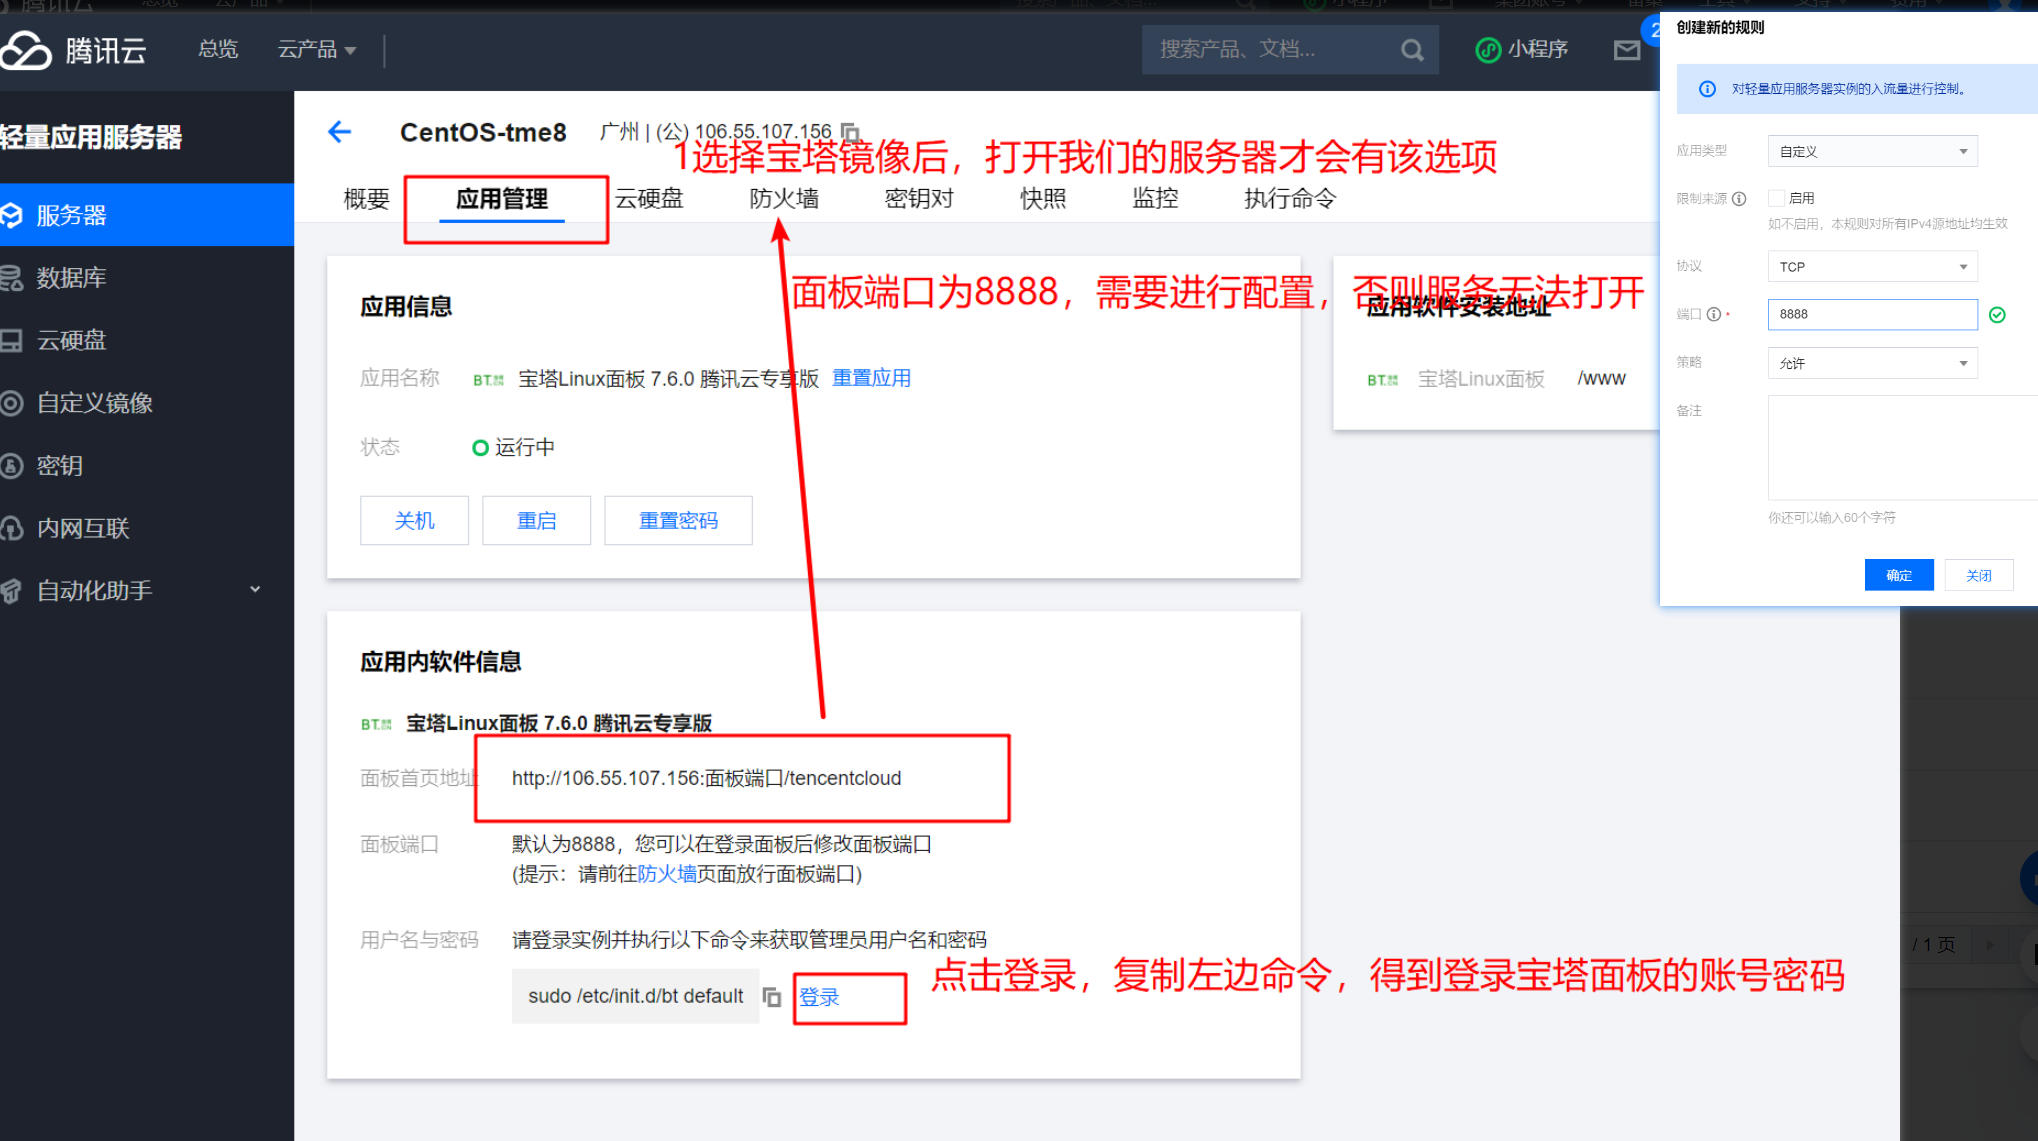 腾讯云
总览
云产品
搜索产品、文档...
小程序
2
轻量应用服务器
服务器
数据库
云硬盘
自定义镜像
密钥
内网互联
自动化助手
CentOS-tme8
广州 | (公) 106.55.107.156
1选择宝塔镜像后，打开我们的服务器才会有该选项
概要
应用管理
云硬盘
防火墙
密钥对
快照
监控
执行命令
面板端口为8888，需要进行配置，否则服务无法打开
应用信息
应用名称
BT.
宝塔Linux面板 7.6.0 腾讯云专享版
重置应用
状态
运行中
关机
重启
重置密码
应用软件安装地址
BT.
宝塔Linux面板
/www
应用内软件信息
BT.
宝塔Linux面板 7.6.0 腾讯云专享版
面板首页地址
http://106.55.107.156:面板端口/tencentcloud
面板端口
默认为8888，您可以在登录面板后修改面板端口
(提示：请前往防火墙页面放行面板端口)
用户名与密码
请登录实例并执行以下命令来获取管理员用户名和密码
sudo /etc/init.d/bt default
登录
点击登录，复制左边命令，得到登录宝塔面板的账号密码
创建新的规则
对轻量应用服务器实例的入流量进行控制。
应用类型
自定义
限制来源
启用
如不启用，本规则对所有IPv4源地址均生效
协议
TCP
端口
8888
策略
允许
备注
你还可以输入60个字符
确定
关闭
/ 1 页